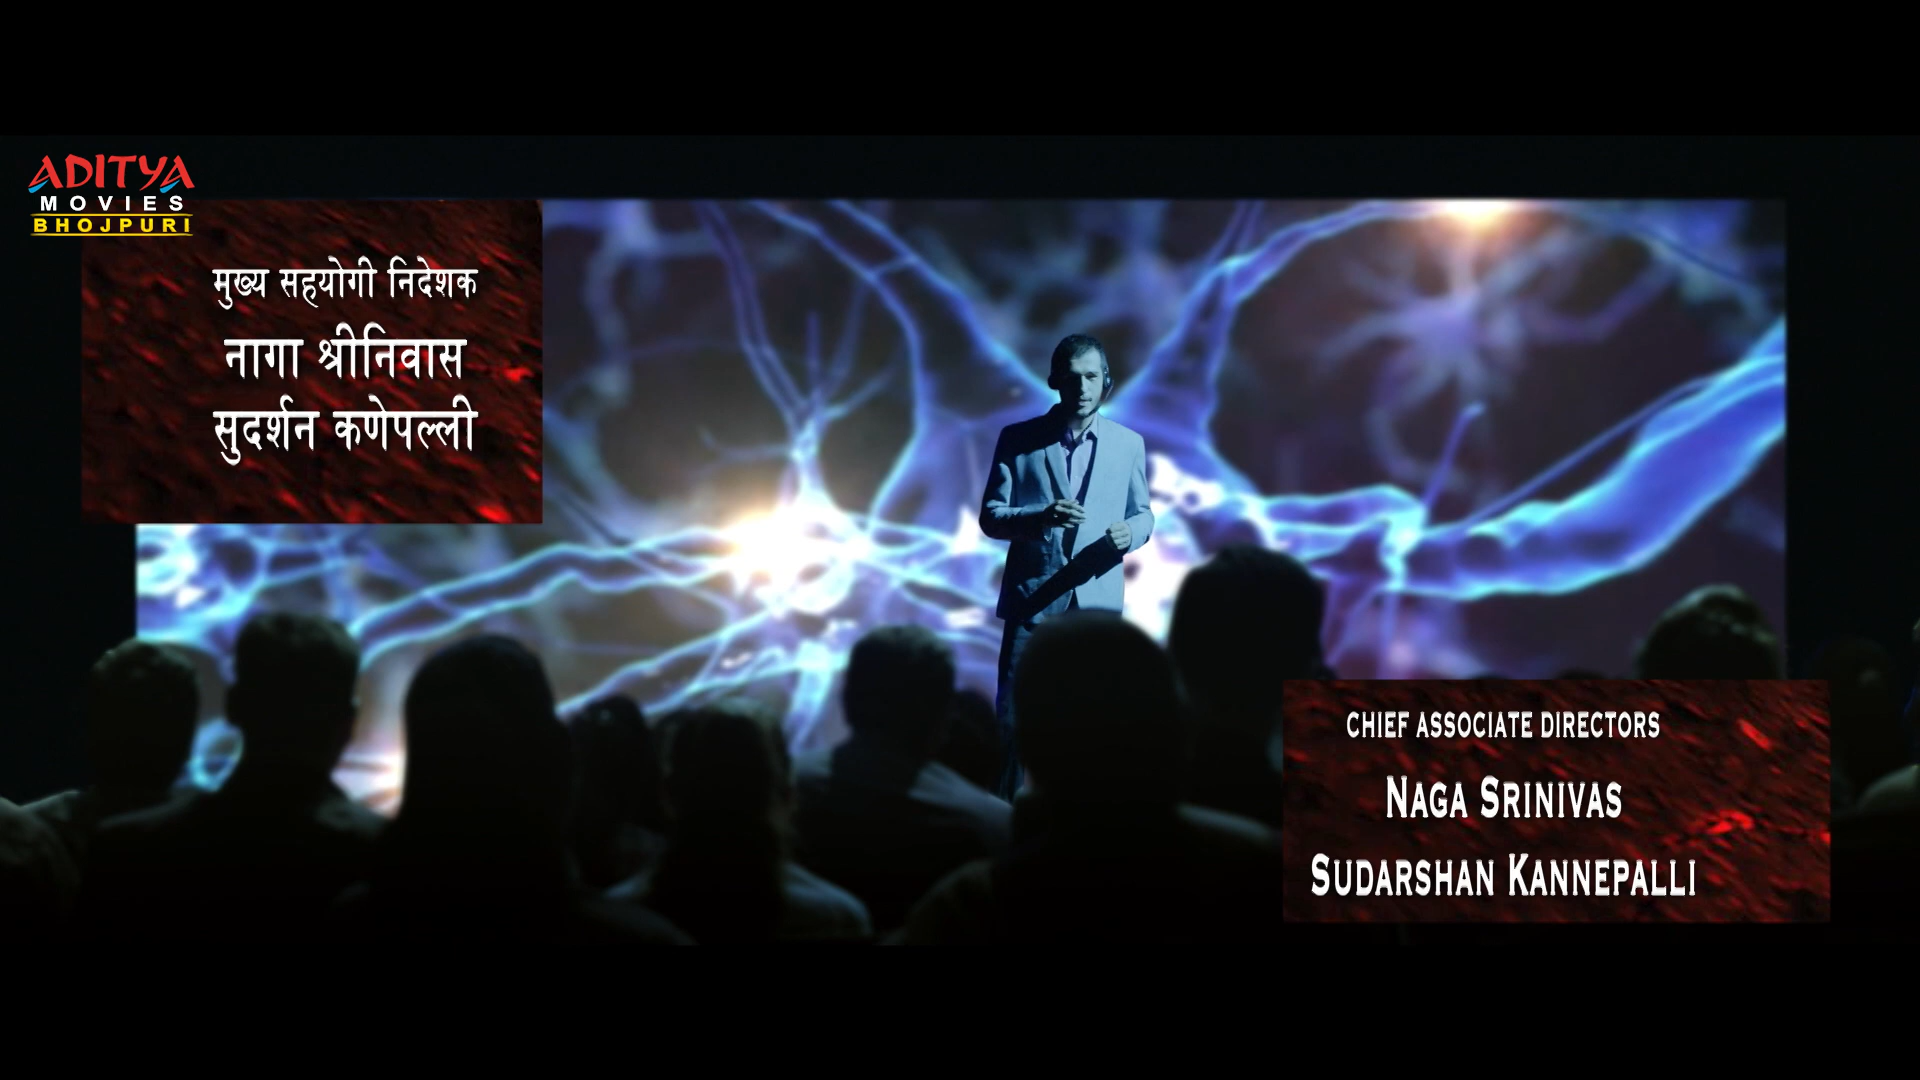 ADITYA
MOVIES
BHOJPURI
मुख्य सहयोगी निदेशक
नागा श्रीनिवास
सुदर्शन कणेपल्ली
CHIEF ASSOCIATE DIRECTORS
NAGA SRINIVAS
SUDARSHAN KANNEPALLI